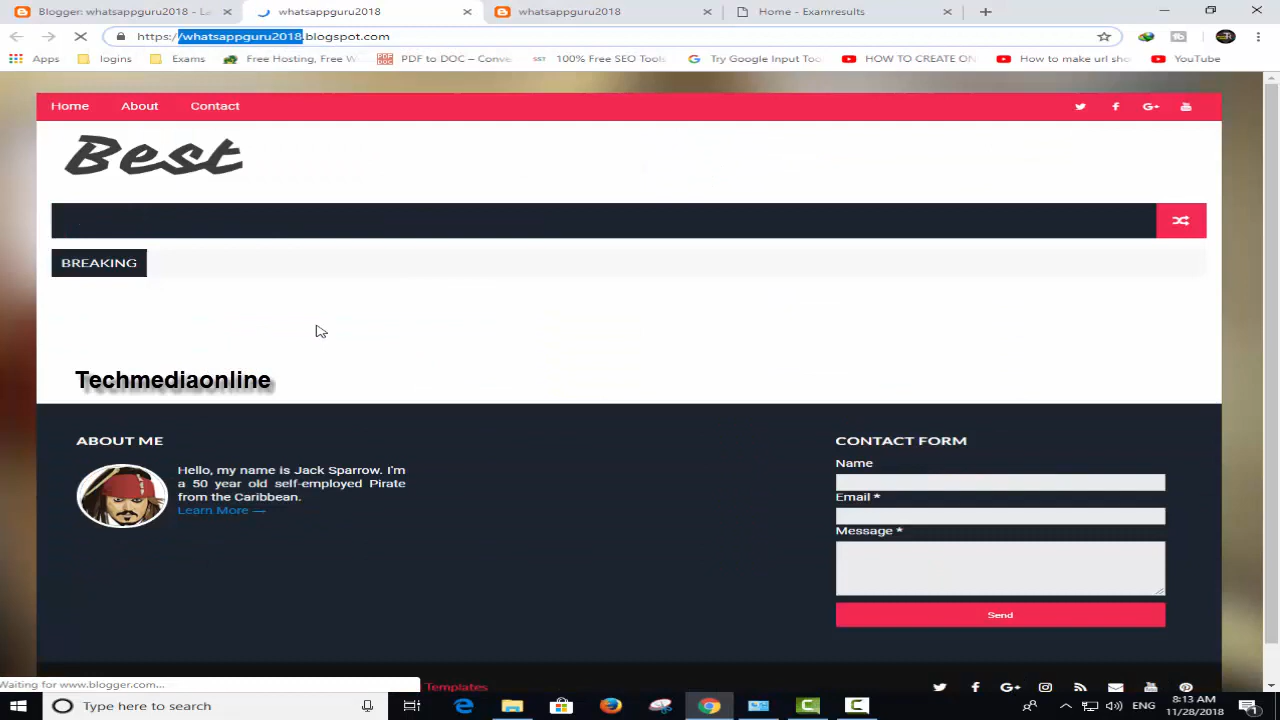 Blogger: whatsappguru2018 - La
whatsappguru2018
whatsappguru2018
Home - Examresults
https://whatsappguru2018.blogspot.com
Apps
logins
Exams
Free Hosting, Free W
PDF to DOC – Conve
100% Free SEO Tools
Try Google Input Too
HOW TO CREATE ON
How to make url sho
YouTube
Home
About
Contact
Best
BREAKING
Techmediaonline
ABOUT ME
Hello, my name is Jack Sparrow. I'm
a 50 year old self-employed Pirate
from the Caribbean.
Learn More →
CONTACT FORM
Name
Email *
Message *
Send
Waiting for www.blogger.com...
Templates
Type here to search
ENG
8:13 AM
11/28/2018